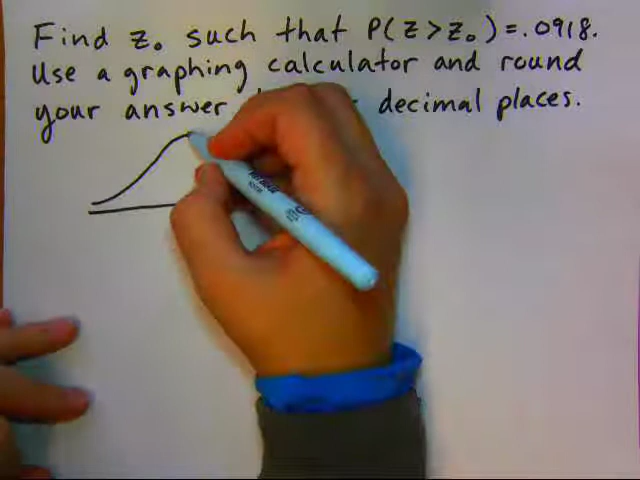 Find z₀ such that P(Z>z₀)=.0918.
Use a graphing calculator and round
your answer decimal places.